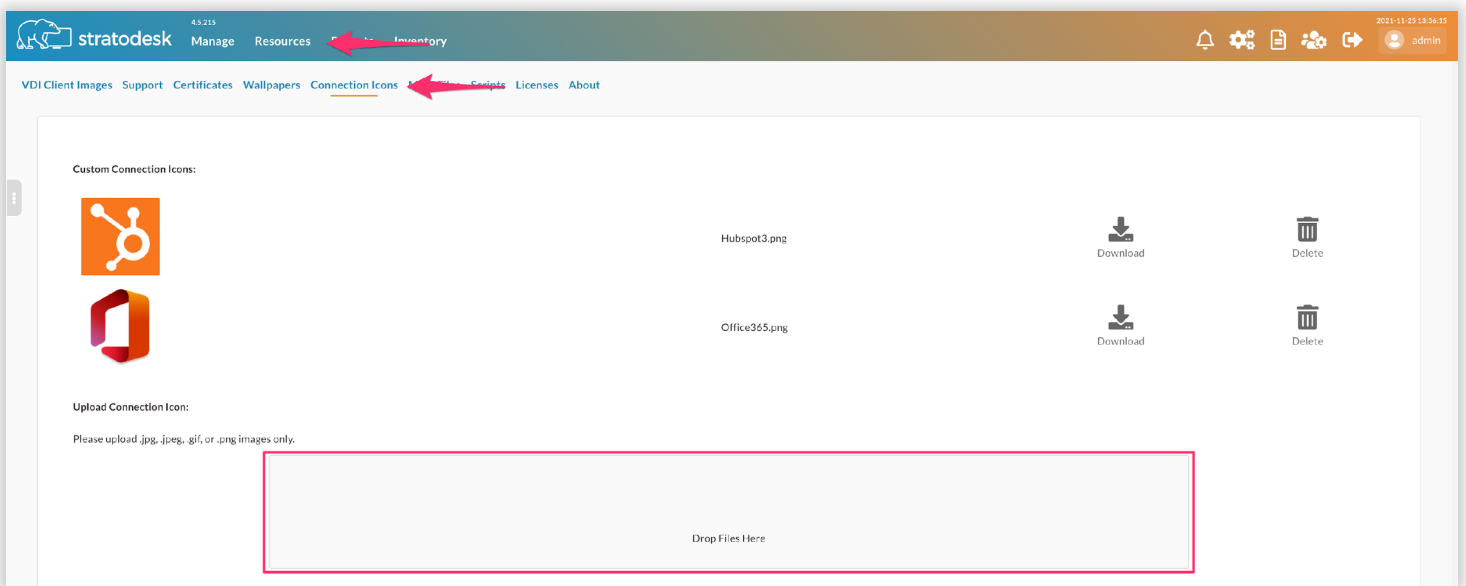 4.5.215
2021-11-25 13:36:15
stratodesk Manage Resources Inventory admin
VDI Client Images Support Certificates Wallpapers Connection Icons Scripts Licenses About
Custom Connection Icons:
Hubspot3.png
Download Delete
Office365.png
Download Delete
Upload Connection Icon:
Please upload .jpg, .jpeg, .gif, or .png images only.
Drop Files Here